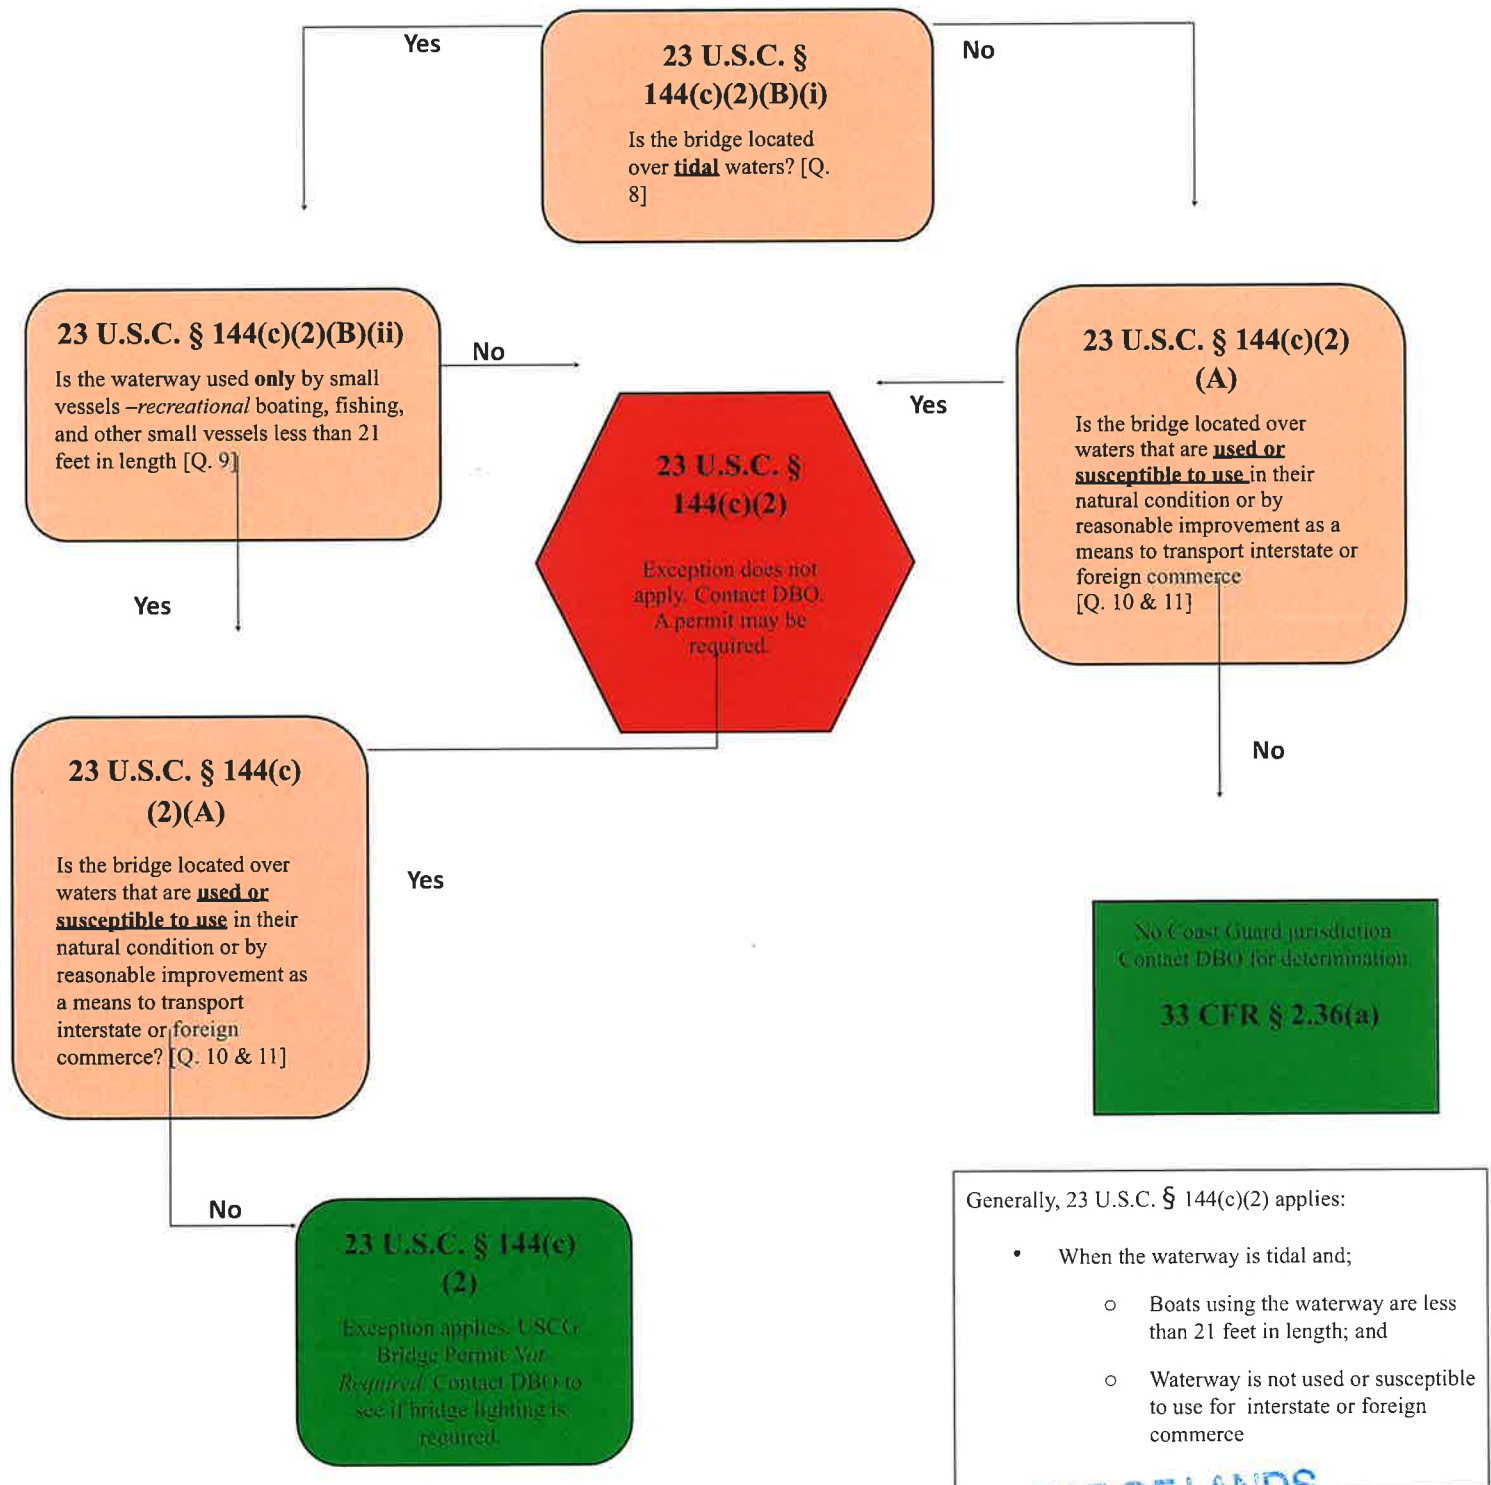 Yes
23 U.S.C. §
144(c)(2)(B)(i)
Is the bridge located
over tidal waters? [Q.
8]
No
23 U.S.C. § 144(c)(2)(B)(ii)
Is the waterway used only by small
vessels –recreational boating, fishing,
and other small vessels less than 21
feet in length [Q. 9]
No
Yes
23 U.S.C. §
144(c)(2)
Exception does not
apply. Contact DBO.
A permit may be
required.
Yes
23 U.S.C. § 144(c)(2)
(A)
Is the bridge located over
waters that are used or
susceptible to use in their
natural condition or by
reasonable improvement as a
means to transport interstate or
foreign commerce
[Q. 10 & 11]
No
23 U.S.C. § 144(c)
(2)(A)
Is the bridge located over
waters that are used or
susceptible to use in their
natural condition or by
reasonable improvement as
a means to transport
interstate or foreign
commerce? [Q. 10 & 11]
Yes
No
No Coast Guard jurisdiction
Contact DBO for determination
33 CFR § 2.36(a)
23 U.S.C. § 144(c)
(2)
Exception applies. USCG
Bridge Permit Not
Required. Contact DBO to
see if bridge lighting is
required.
Generally, 23 U.S.C. § 144(c)(2) applies:
• When the waterway is tidal and;
○ Boats using the waterway are less
than 21 feet in length; and
○ Waterway is not used or susceptible
to use for interstate or foreign
commerce